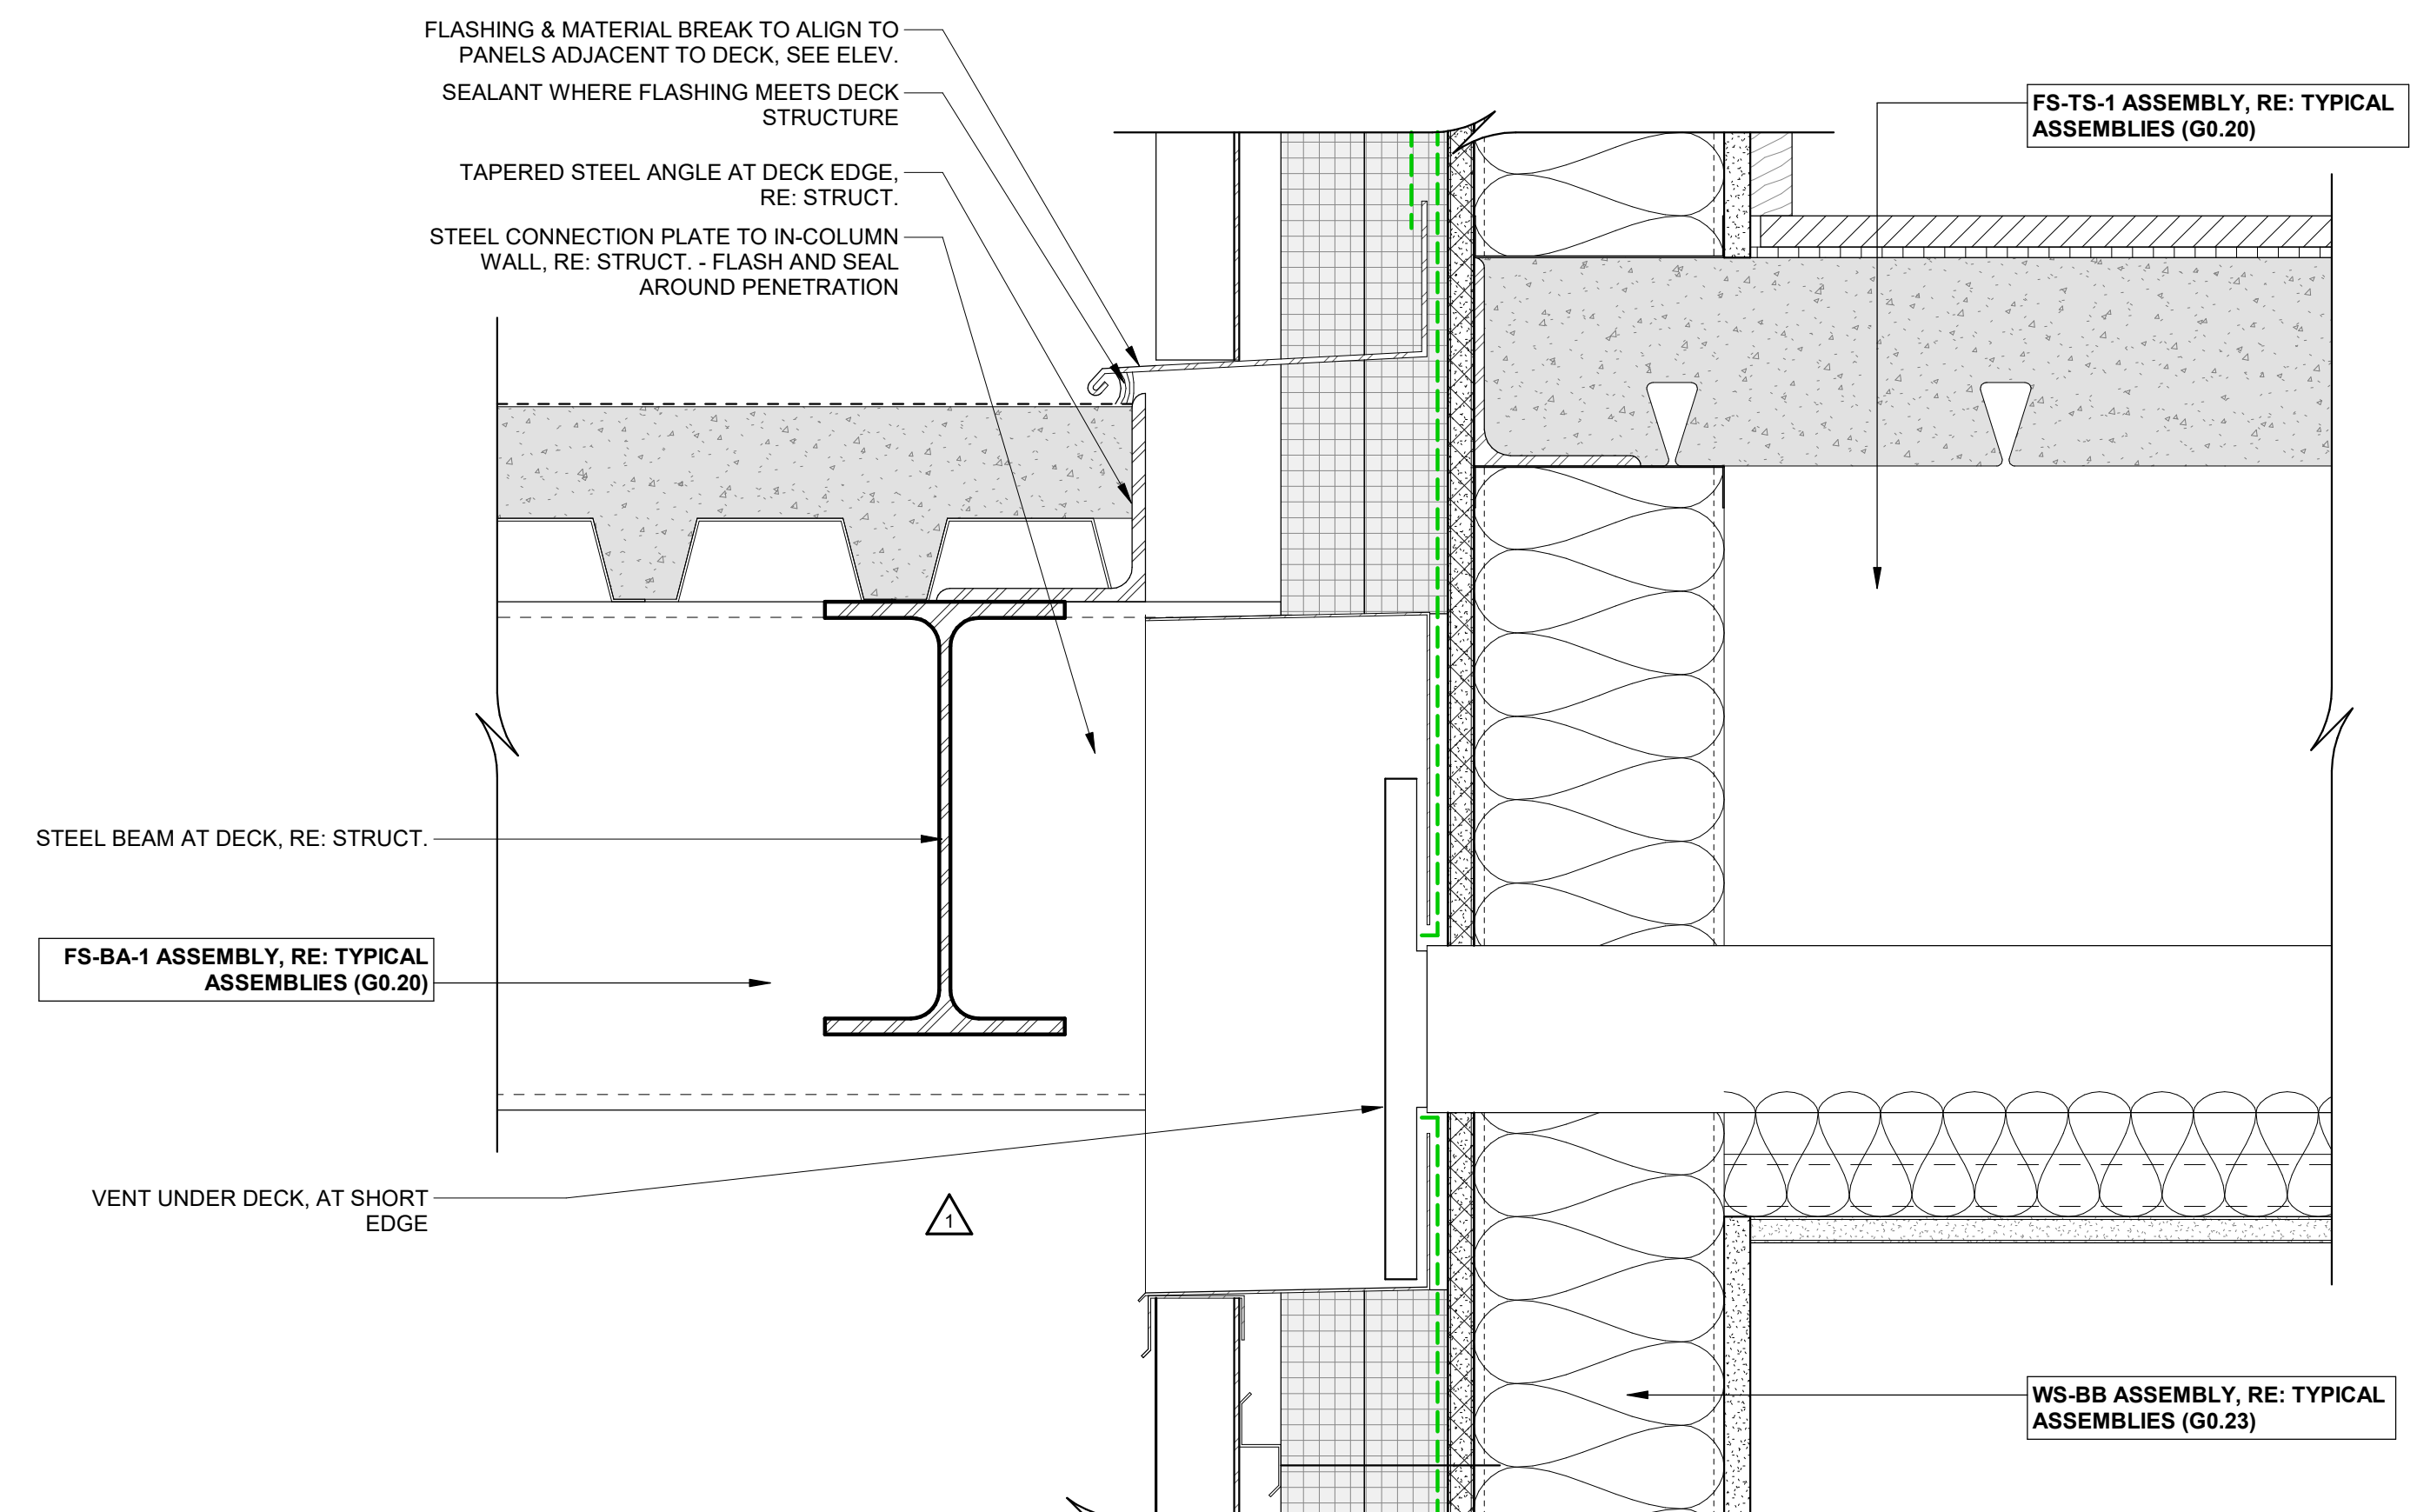 FLASHING & MATERIAL BREAK TO ALIGN TO
PANELS ADJACENT TO DECK, SEE ELEV.
SEALANT WHERE FLASHING MEETS DECK
STRUCTURE
TAPERED STEEL ANGLE AT DECK EDGE,
RE: STRUCT.
STEEL CONNECTION PLATE TO IN-COLUMN
WALL, RE: STRUCT. - FLASH AND SEAL
AROUND PENETRATION
FS-TS-1 ASSEMBLY, RE: TYPICAL
ASSEMBLIES (G0.20)
STEEL BEAM AT DECK, RE: STRUCT.
FS-BA-1 ASSEMBLY, RE: TYPICAL
ASSEMBLIES (G0.20)
VENT UNDER DECK, AT SHORT
EDGE
1
WS-BB ASSEMBLY, RE: TYPICAL
ASSEMBLIES (G0.23)